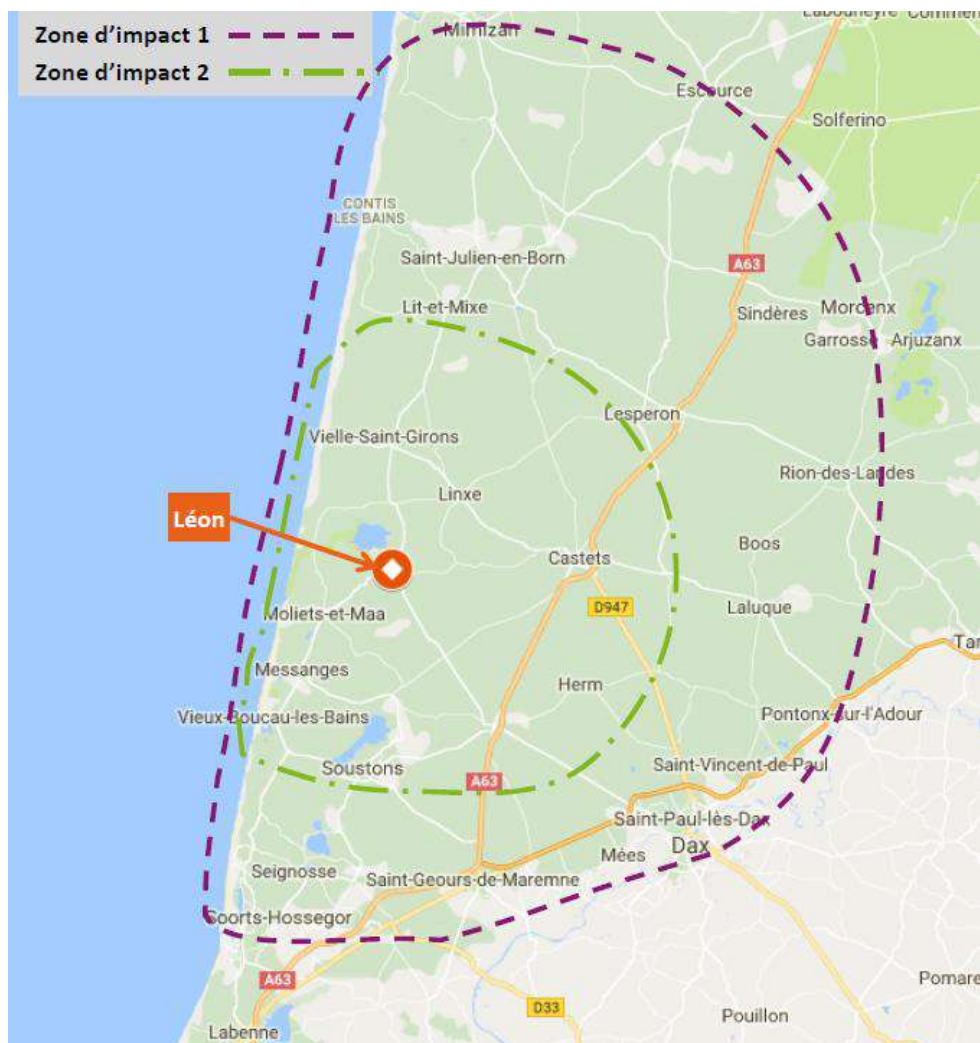 Zone d'impact 1
Zone d'impact 2
Mimizan
Escource
Solferino
CONTIS
LES BAINS
Saint-Julien-en-Born
A63
Lit-et-Mixe
Sindères
Morcenx
Garrosse
Arjuzanx
Lesperon
Vielle-Saint-Girons
Rion-des-Landes
Linxe
Léon
Boos
Castets
D947
Laluque
Moliets-et-Maa
Messanges
Herm
Vieux-Boucau-les-Bains
Pontonx-sur-l'Adour
Soustons
A63
Saint-Vincent-de-Paul
Saint-Paul-lès-Dax
Dax
Mées
Seignosse
Saint-Geours-de-Maremne
Soorts-Hossegor
A63
D33
Pomare
Pouillon
Labenne